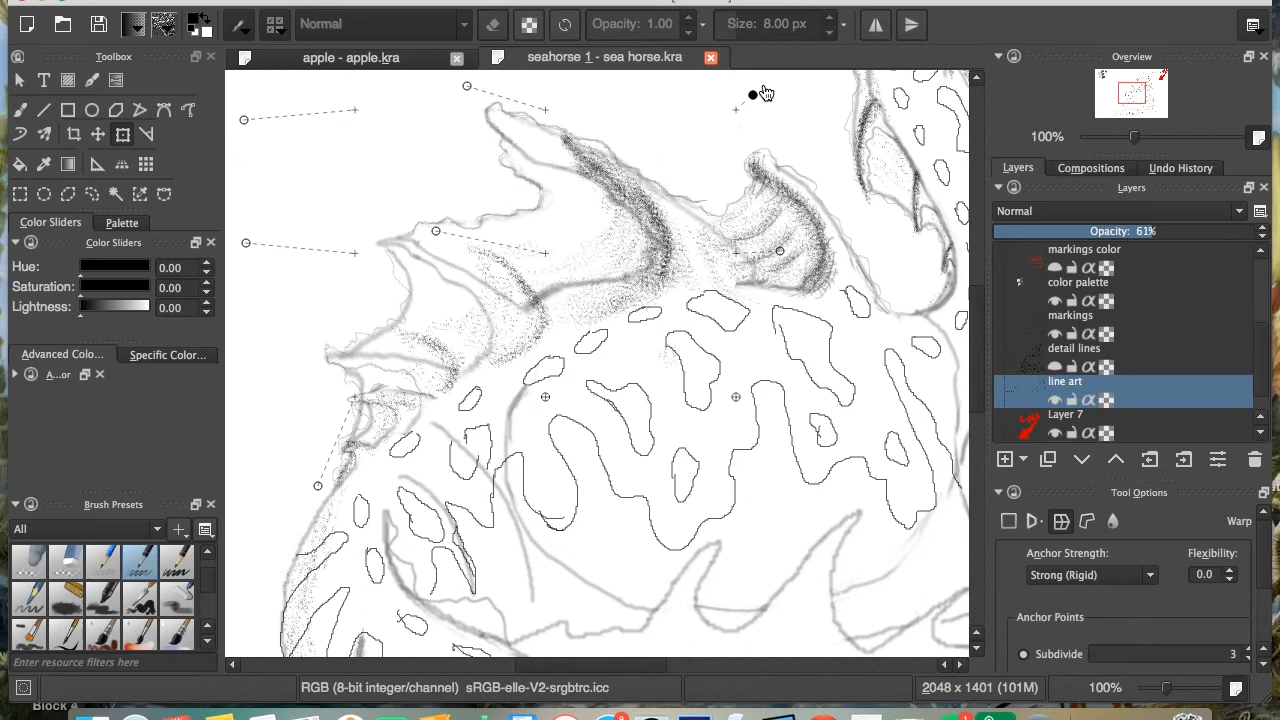 Normal
Opacity: 1.00
Size: 8.00 px
Toolbox
apple - apple.kra
seahorse 1 - sea horse.kra
Overview
100%
Layers
Compositions
Undo History
Layers
Normal
Opacity: 61%
markings color
color palette
markings
detail lines
line art
Layer 7
Color Sliders
Palette
Color Sliders
Hue:
0.00
Saturation:
0.00
Lightness:
0.00
Advanced Colo...
Specific Color...
A...or
Brush Presets
All
Enter resource filters here
Tool Options
Warp
Anchor Strength:
Flexibility:
Strong (Rigid)
0.0
Anchor Points
Subdivide
3
RGB (8-bit integer/channel) sRGB-elle-V2-srgbtrc.icc
2048 x 1401 (101M)
100%
Block 4